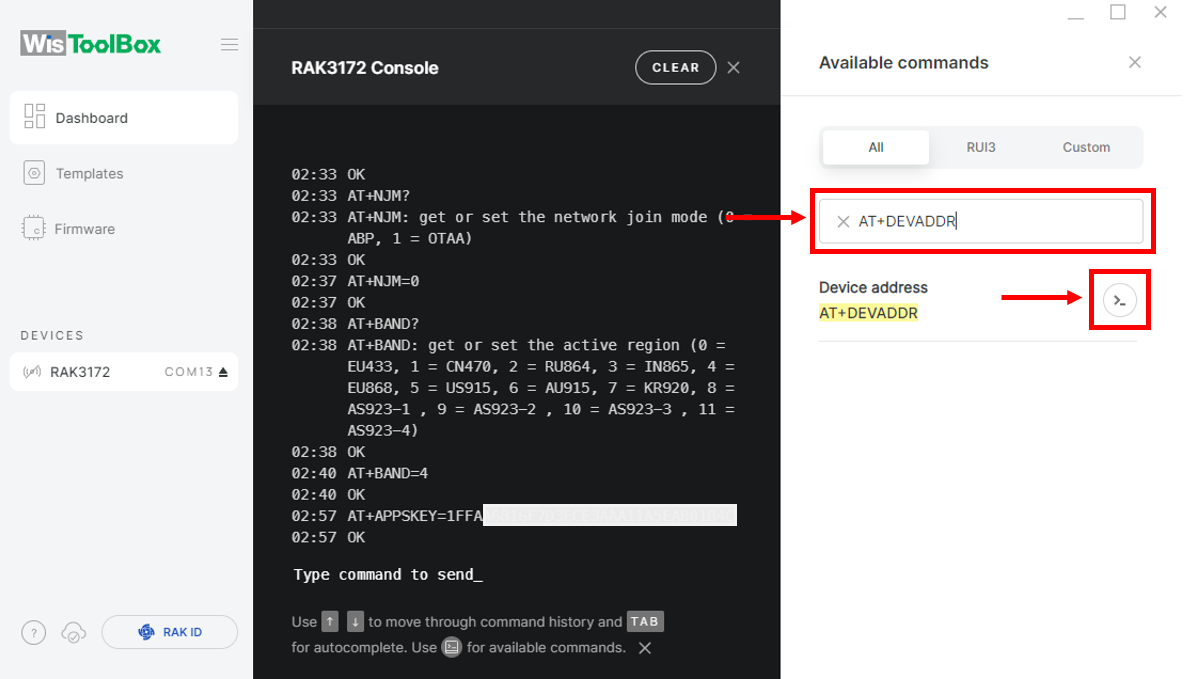 WisToolBox
Dashboard
Templates
Firmware
DEVICES
RAK3172 COM13
?
RAK ID
RAK3172 Console
CLEAR
02:33 OK
02:33 AT+NJM?
02:33 AT+NJM: get or set the network join mode (0 =
ABP, 1 = OTAA)
02:33 OK
02:37 AT+NJM=0
02:37 OK
02:38 AT+BAND?
02:38 AT+BAND: get or set the active region (0 =
EU433, 1 = CN470, 2 = RU864, 3 = IN865, 4 =
EU868, 5 = US915, 6 = AU915, 7 = KR920, 8 =
AS923-1 , 9 = AS923-2 , 10 = AS923-3 , 11 =
AS923-4)
02:38 OK
02:40 AT+BAND=4
02:40 OK
02:57 AT+APPSKEY=1FFA
02:57 OK
Type command to send_
Use ↑ ↓ to move through command history and TAB
for autocomplete. Use for available commands.
Available commands
All RUI3 Custom
AT+DEVADDR
Device address
AT+DEVADDR